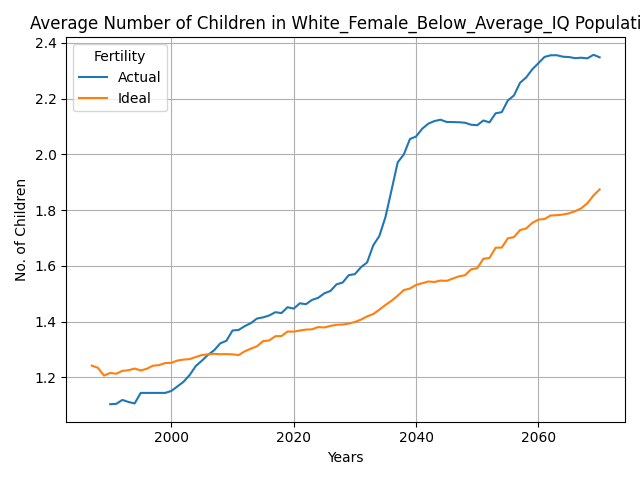 Average Number of Children in White_Female_Below_Average_IQ Populati
Fertility
Actual
Ideal
No. of Children
2.4
2.2
2.0
1.8
1.6
1.4
1.2
2000
2020
2040
2060
Years